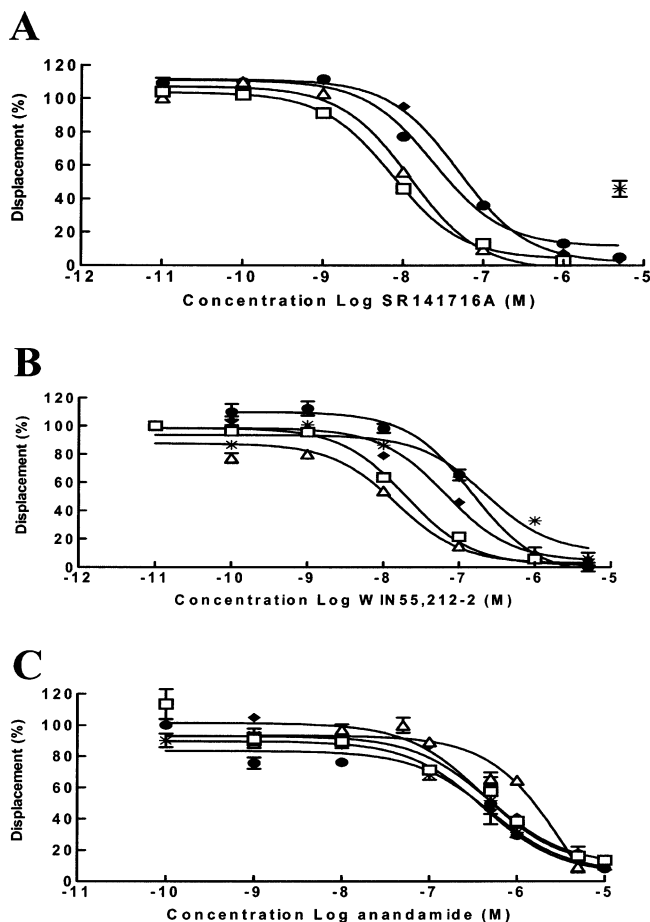 A
Displacement (%)
120
100
80
60
40
20
0
-12 -11 -10 -9 -8 -7 -6 -5
Concentration Log SR141716A (M)
B
Displacement (%)
120
100
80
60
40
20
0
-12 -11 -10 -9 -8 -7 -6 -5
Concentration Log WIN55,212-2 (M)
C
Displacement (%)
120
100
80
60
40
20
0
-11 -10 -9 -8 -7 -6 -5
Concentration Log anandamide (M)